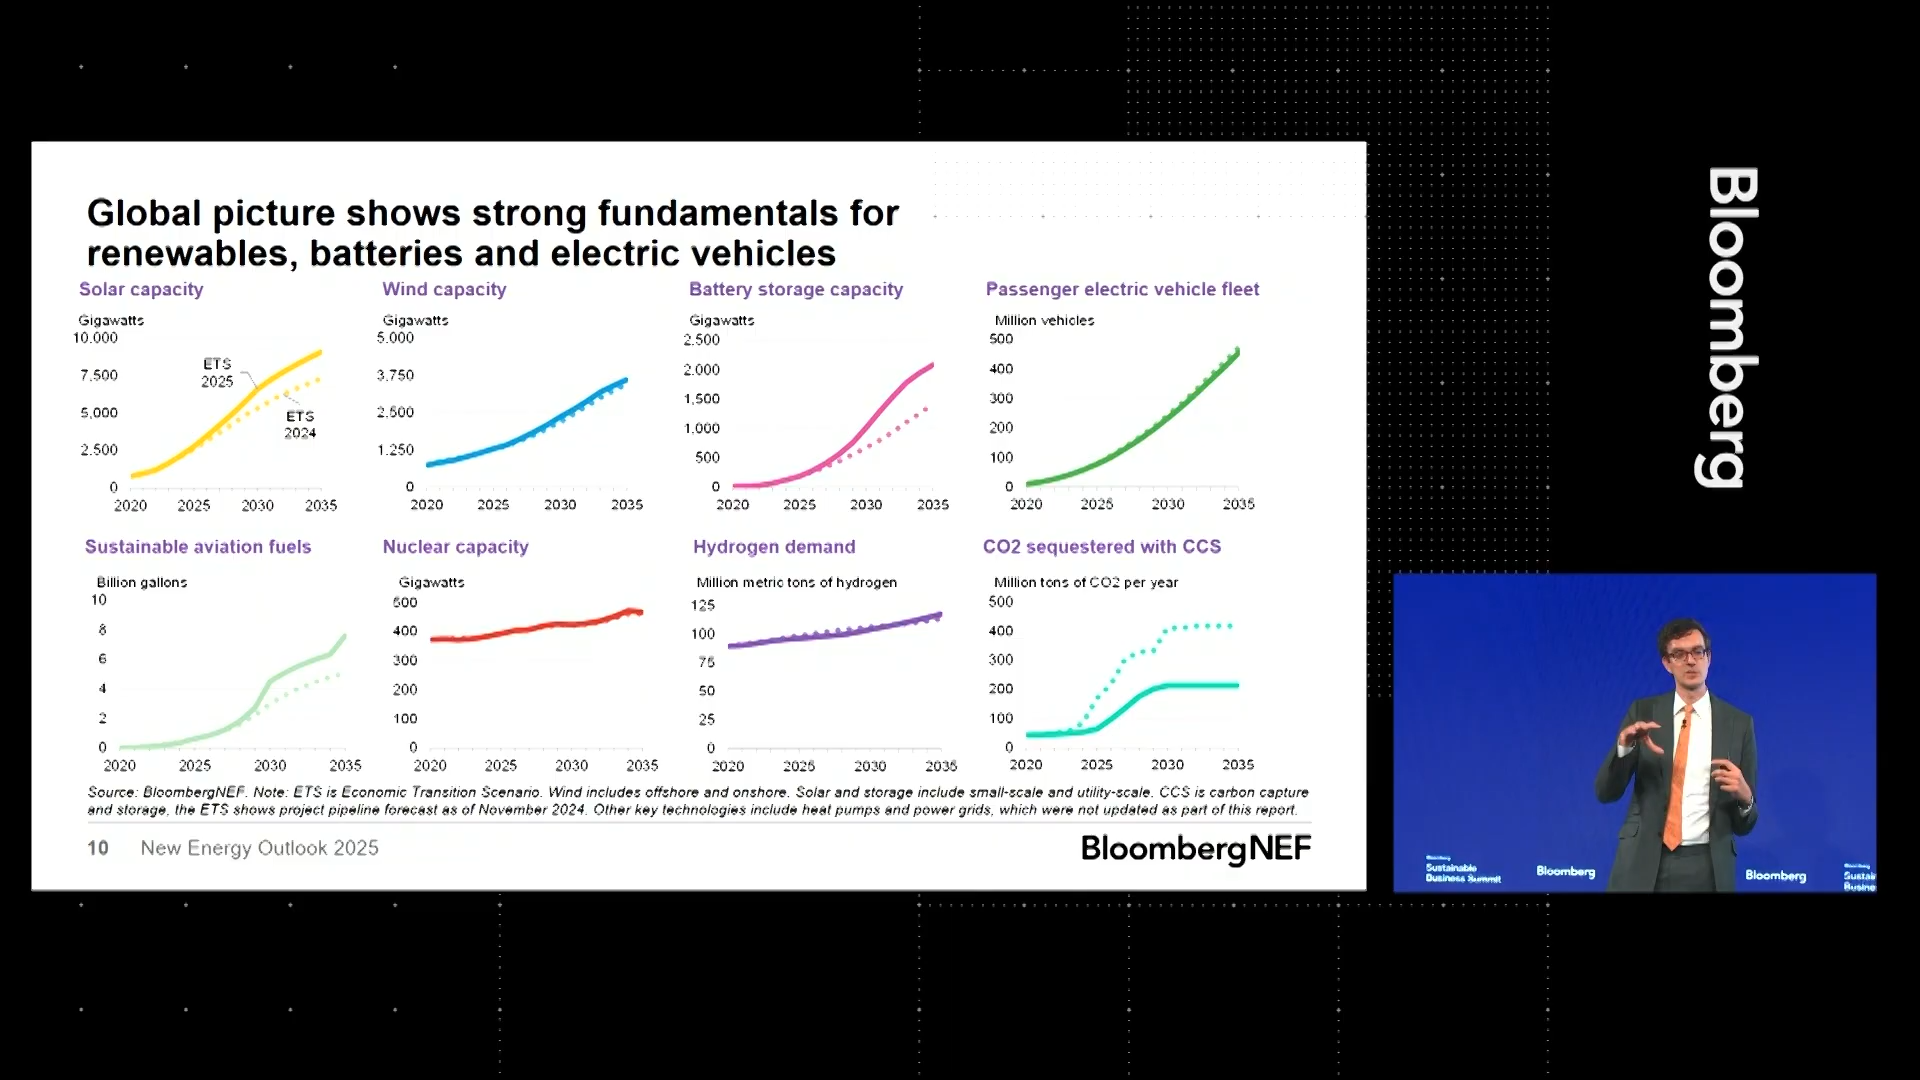 Global picture shows strong fundamentals for
renewables, batteries and electric vehicles
Solar capacity
Gigawatts
10,000
7,500
5,000
2,500
0
ETS
2025
ETS
2024
2020 2025 2030 2035
Wind capacity
Gigawatts
5,000
3,750
2,500
1,250
0
2020 2025 2030 2035
Battery storage capacity
Gigawatts
2,500
2,000
1,500
1,000
500
0
2020 2025 2030 2035
Passenger electric vehicle fleet
Million vehicles
500
400
300
200
100
0
2020 2025 2030 2035
Sustainable aviation fuels
Billion gallons
10
8
6
4
2
0
2020 2025 2030 2035
Nuclear capacity
Gigawatts
500
400
300
200
100
0
2020 2025 2030 2035
Hydrogen demand
Million metric tons of hydrogen
125
100
75
50
25
0
2020 2025 2030 2035
CO2 sequestered with CCS
Million tons of CO2 per year
500
400
300
200
100
0
2020 2025 2030 2035
Source: BloombergNEF. Note: ETS is Economic Transition Scenario. Wind includes offshore and onshore. Solar and storage include small-scale and utility-scale. CCS is carbon capture
and storage, the ETS shows project pipeline forecast as of November 2024. Other key technologies include heat pumps and power grids, which were not updated as part of this report.
10 New Energy Outlook 2025
BloombergNEF
Bloomberg
Bloomberg
Sustainable
Business Summit
Bloomberg
Bloomberg
Sustai
Busine